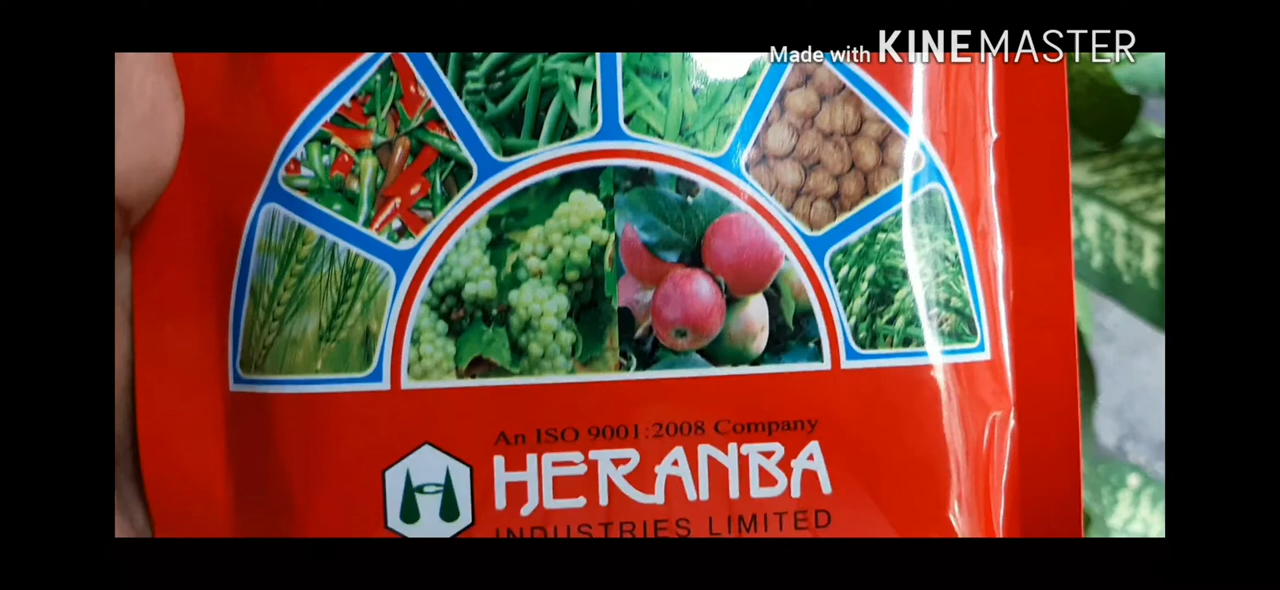 Made with KINEMASTER
An ISO 9001:2008 Company
HERANBA
INDUSTRIES LIMITED